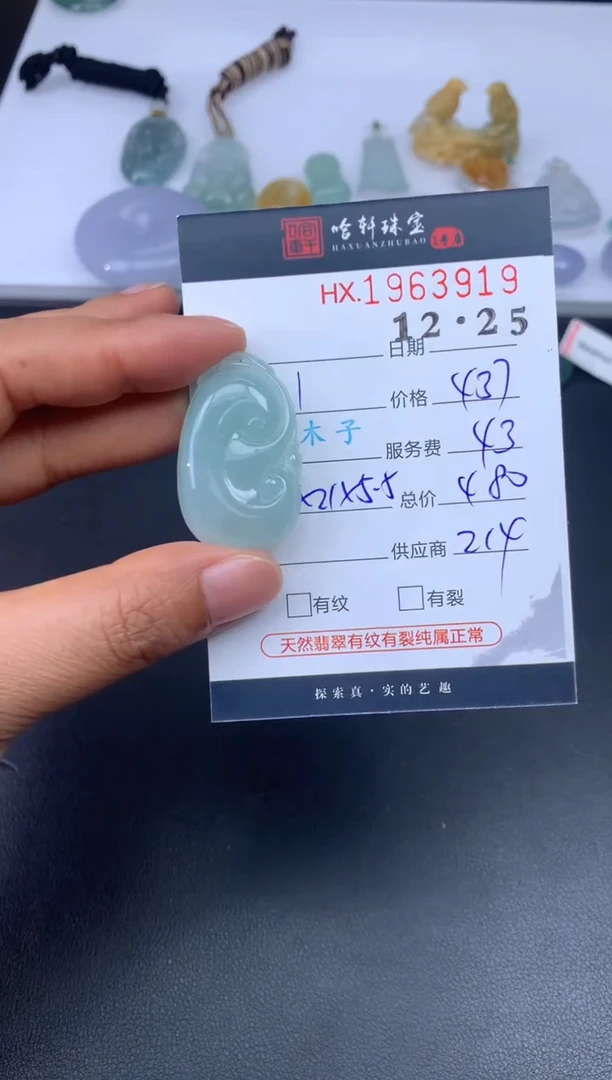 哈轩珠宝
HAXUANZHUBAO
HX.1963919
12·25
日期
1 价格 437
木子 服务费 43
21X5.5 总价 480
供应商 214
有纹 有裂
天然翡翠有纹有裂纯属正常
探索真·实的艺趣